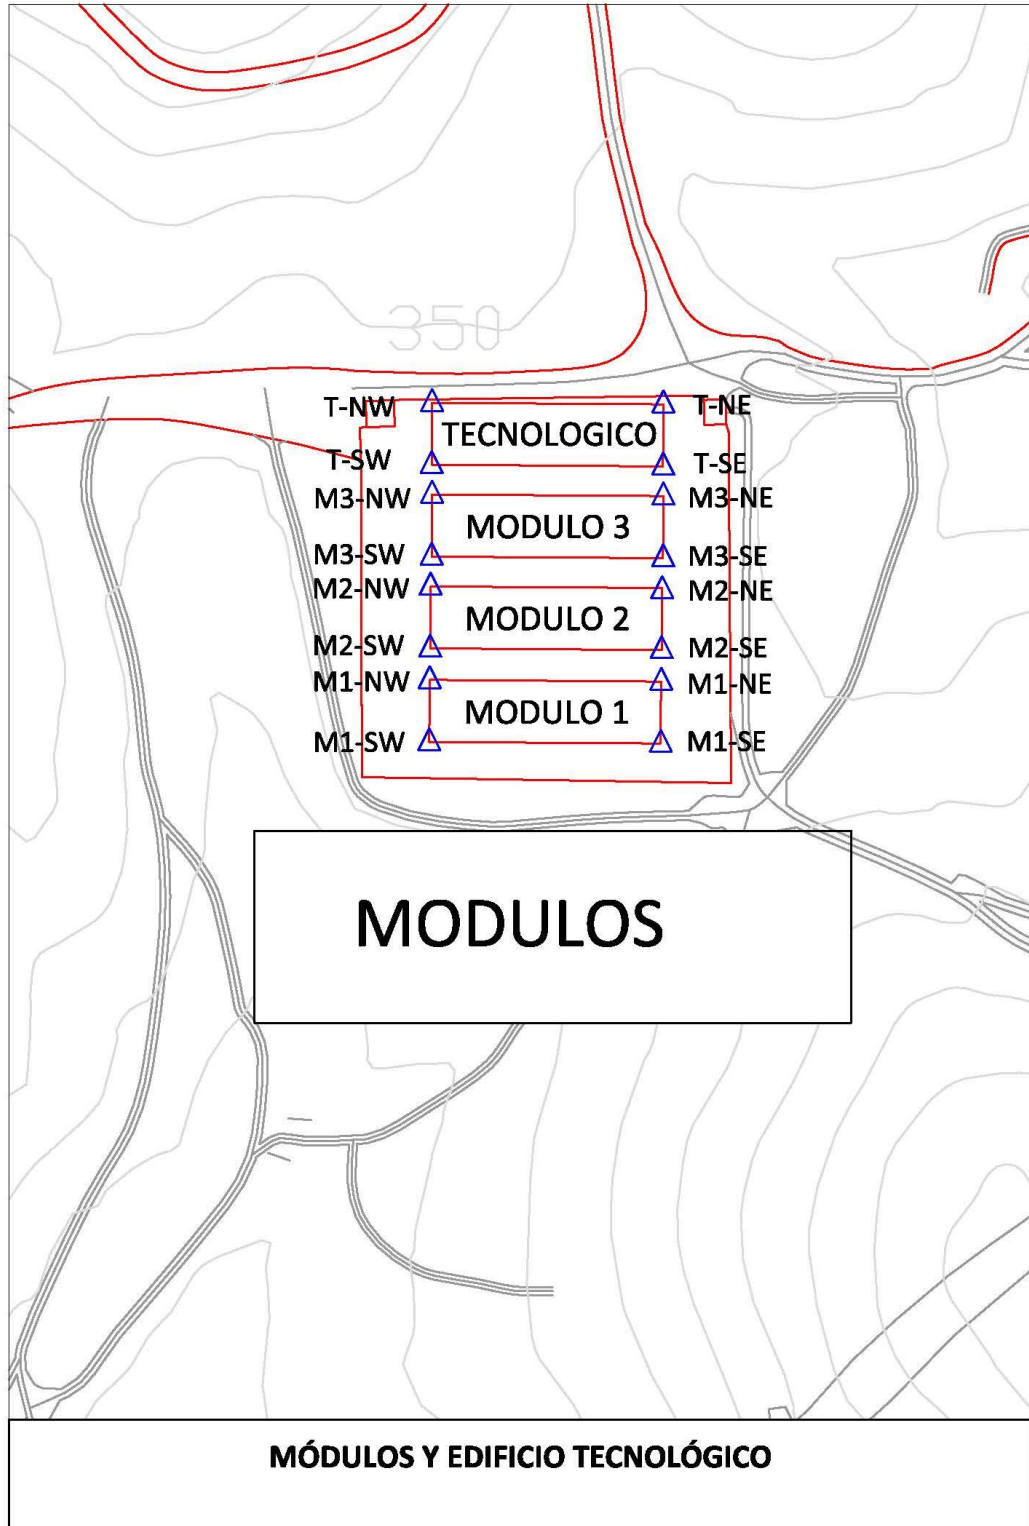 350
T-NW
T-NE
TECNOLOGICO
T-SW
T-SE
M3-NW
M3-NE
MODULO 3
M3-SW
M3-SE
M2-NW
M2-NE
MODULO 2
M2-SW
M2-SE
M1-NW
M1-NE
MODULO 1
M1-SW
M1-SE
MODULOS
MÓDULOS Y EDIFICIO TECNOLÓGICO